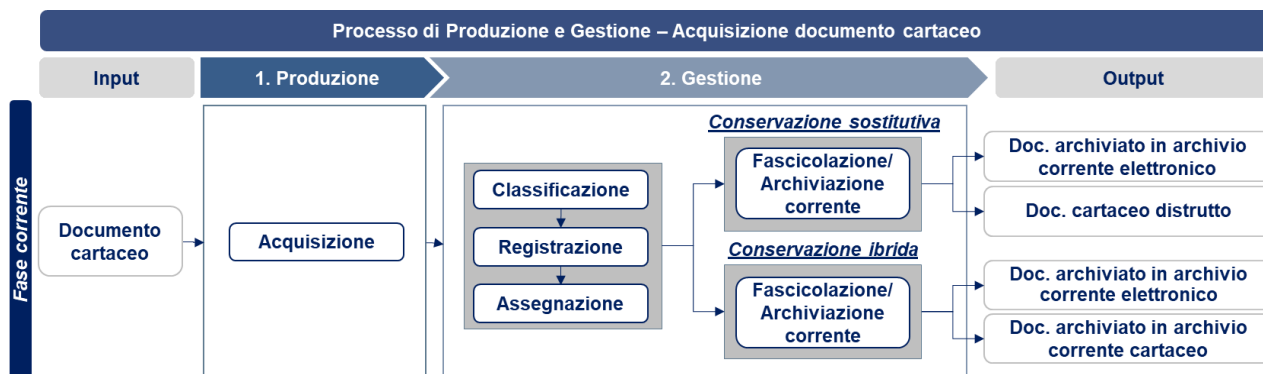 Processo di Produzione e Gestione – Acquisizione documento cartaceo
Input
1. Produzione
2. Gestione
Output
Fase corrente
Documento
cartaceo
Acquisizione
Classificazione
Registrazione
Assegnazione
Conservazione sostitutiva
Fascicolazione/
Archiviazione
corrente
Conservazione ibrida
Fascicolazione/
Archiviazione
corrente
Doc. archiviato in archivio
corrente elettronico
Doc. cartaceo distrutto
Doc. archiviato in archivio
corrente elettronico
Doc. archiviato in archivio
corrente cartaceo